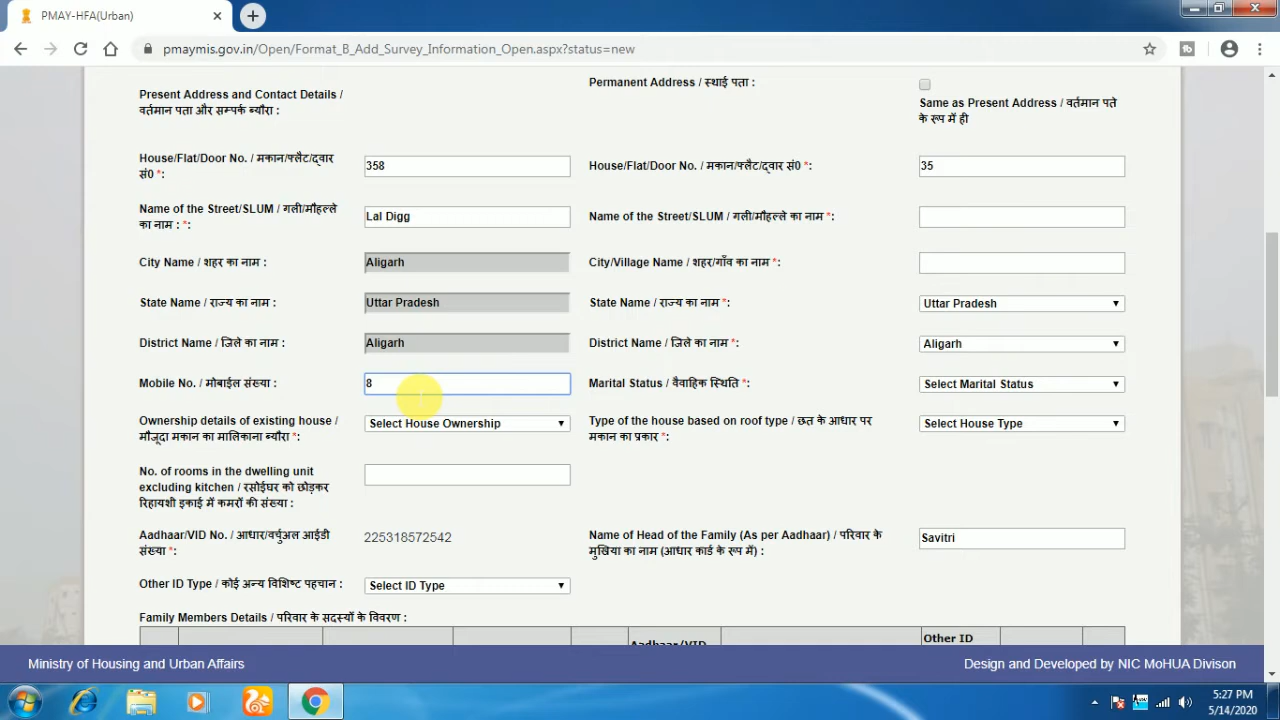 PMAY-HFA(Urban)
pmaymis.gov.in/Open/Format_B_Add_Survey_Information_Open.aspx?status=new
Present Address and Contact Details /
वर्तमान पता और सम्पर्क ब्यौरा :
Permanent Address / स्थाई पता :
Same as Present Address / वर्तमान पते
के रूप में ही
House/Flat/Door No. / मकान/फ्लैट/द्वार
सं0 *:
358
House/Flat/Door No. / मकान/फ्लैट/द्वार सं0 *:
35
Name of the Street/SLUM / गली/मौहल्ले
का नाम : *:
Lal Digg
Name of the Street/SLUM / गली/मौहल्ले का नाम *:
City Name / शहर का नाम :
Aligarh
City/Village Name / शहर/गाँव का नाम *:
State Name / राज्य का नाम :
Uttar Pradesh
State Name / राज्य का नाम *:
Uttar Pradesh
District Name / जिले का नाम :
Aligarh
District Name / जिले का नाम *:
Aligarh
Mobile No. / मोबाईल संख्या :
8
Marital Status / वैवाहिक स्थिति *:
Select Marital Status
Ownership details of existing house /
मौजूदा मकान का मालिकाना ब्यौरा *:
Select House Ownership
Type of the house based on roof type / छत के आधार पर
मकान का प्रकार *:
Select House Type
No. of rooms in the dwelling unit
excluding kitchen / रसोईघर को छोड़कर
रिहायशी इकाई में कमरों की संख्या :
Aadhaar/VID No. / आधार/वर्चुअल आईडी
संख्या *:
225318572542
Name of Head of the Family (As per Aadhaar) / परिवार के
मुखिया का नाम (आधार कार्ड के रूप में) :
Savitri
Other ID Type / कोई अन्य विशिष्ट पहचान :
Select ID Type
Family Members Details / परिवार के सदस्यों के विवरण :
Aadhaar/VID
Other ID
Ministry of Housing and Urban Affairs
Design and Developed by NIC MoHUA Divison
5:27 PM
5/14/2020